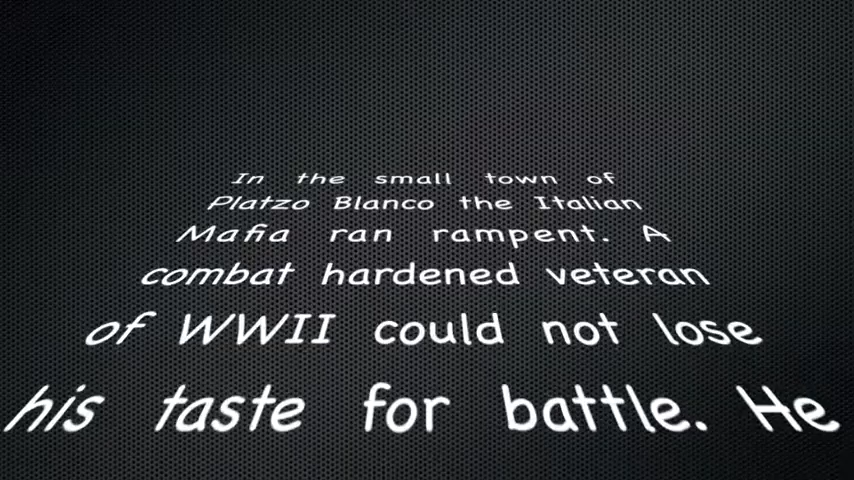 In the small town of
Platzo Blanco the Italian
Mafia ran rampent. A
combat hardened veteran
of WWII could not lose
his taste for battle. He